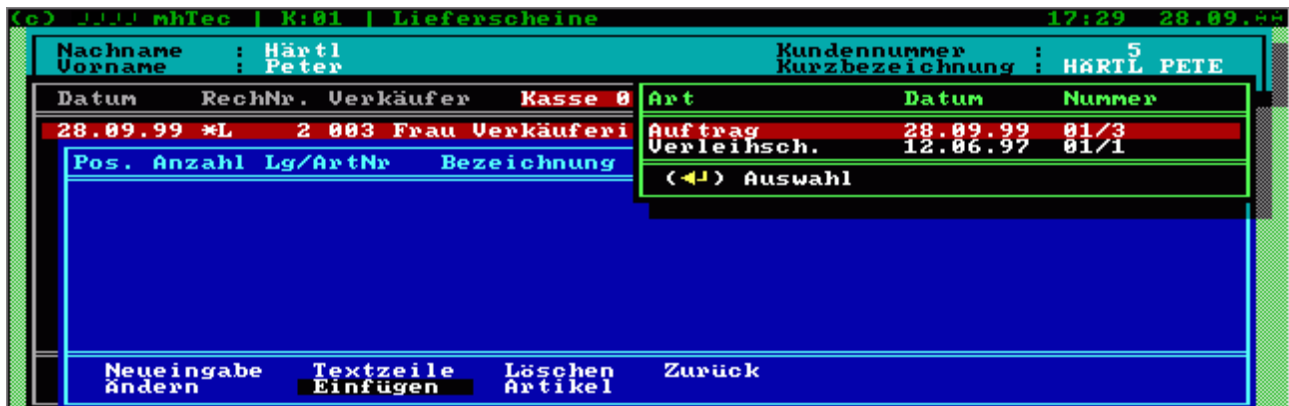 (c) mhTec | K:01 | Lieferscheine 17:29 28.09.
Nachname : Härtl Kundennummer : 5
Vorname : Peter Kurzbezeichnung : HäRTL PETE
Datum RechNr. Verkäufer Kasse 0
28.09.99 *L 2 003 Frau Verkäuferi
Art Datum Nummer
Auftrag 28.09.99 01/3
Verleihsch. 12.06.97 01/1
(◄┘) Auswahl
Pos. Anzahl Lg/ArtNr Bezeichnung
Neueingabe Textzeile Löschen Zurück
Ändern Einfügen Artikel